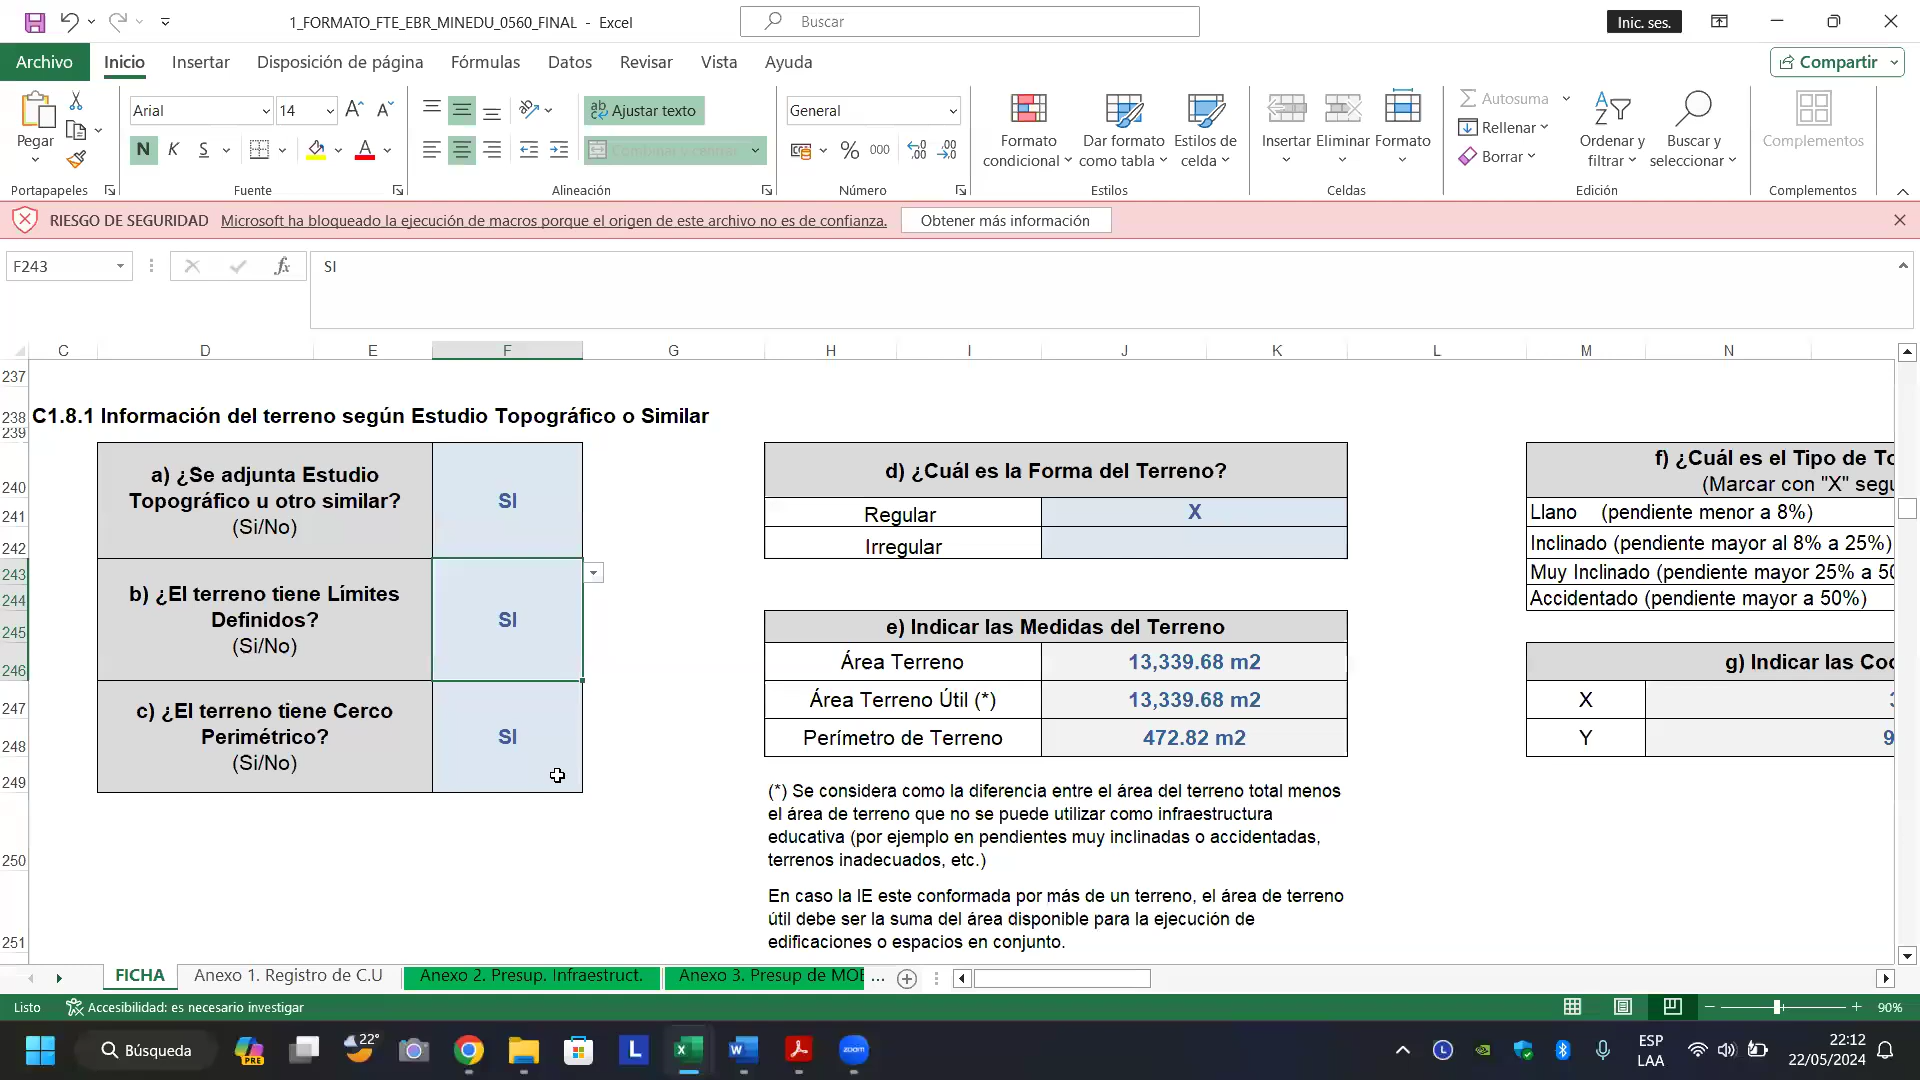 1_FORMATO_FTE_EBR_MINEDU_0560_FINAL - Excel
Buscar
Inic. ses.
Archivo
Inicio
Insertar
Disposición de página
Fórmulas
Datos
Revisar
Vista
Ayuda
Compartir
Pegar
Portapapeles
Arial
14
N K S
Fuente
Ajustar texto
Combinar y centrar
Alineación
General
% 000
Número
Formato condicional
Dar formato como tabla
Estilos de celda
Estilos
Insertar
Eliminar
Formato
Celdas
Autosuma
Rellenar
Borrar
Ordenar y filtrar
Buscar y seleccionar
Edición
Complementos
Complementos
RIESGO DE SEGURIDAD
Microsoft ha bloqueado la ejecución de macros porque el origen de este archivo no es de confianza.
Obtener más información
F243
fx
SI
C D E F G H I J K L M N
237
238
239
240
241
242
243
244
245
246
247
248
249
250
251
C1.8.1 Información del terreno según Estudio Topográfico o Similar
a) ¿Se adjunta Estudio
Topográfico u otro similar?
(Si/No)
SI
b) ¿El terreno tiene Límites
Definidos?
(Si/No)
SI
c) ¿El terreno tiene Cerco
Perimétrico?
(Si/No)
SI
d) ¿Cuál es la Forma del Terreno?
Regular X
Irregular
e) Indicar las Medidas del Terreno
Área Terreno 13,339.68 m2
Área Terreno Útil (*) 13,339.68 m2
Perímetro de Terreno 472.82 m2
(*) Se considera como la diferencia entre el área del terreno total menos
el área de terreno que no se puede utilizar como infraestructura
educativa (por ejemplo en pendientes muy inclinadas o accidentadas,
terrenos inadecuados, etc.)
En caso la IE este conformada por más de un terreno, el área de terreno
útil debe ser la suma del área disponible para la ejecución de
edificaciones o espacios en conjunto.
f) ¿Cuál es el Tipo de To
(Marcar con "X" segu
Llano (pendiente menor a 8%)
Inclinado (pendiente mayor al 8% a 25%)
Muy Inclinado (pendiente mayor 25% a 50
Accidentado (pendiente mayor a 50%)
g) Indicar las Coo
X
Y 9
FICHA
Anexo 1. Registro de C.U
Anexo 2. Presup. Infraestruct.
Anexo 3. Presup de MOB
...
Listo
Accesibilidad: es necesario investigar
90%
22°
Búsqueda
PRE
L
zoom
ESP
LAA
22:12
22/05/2024